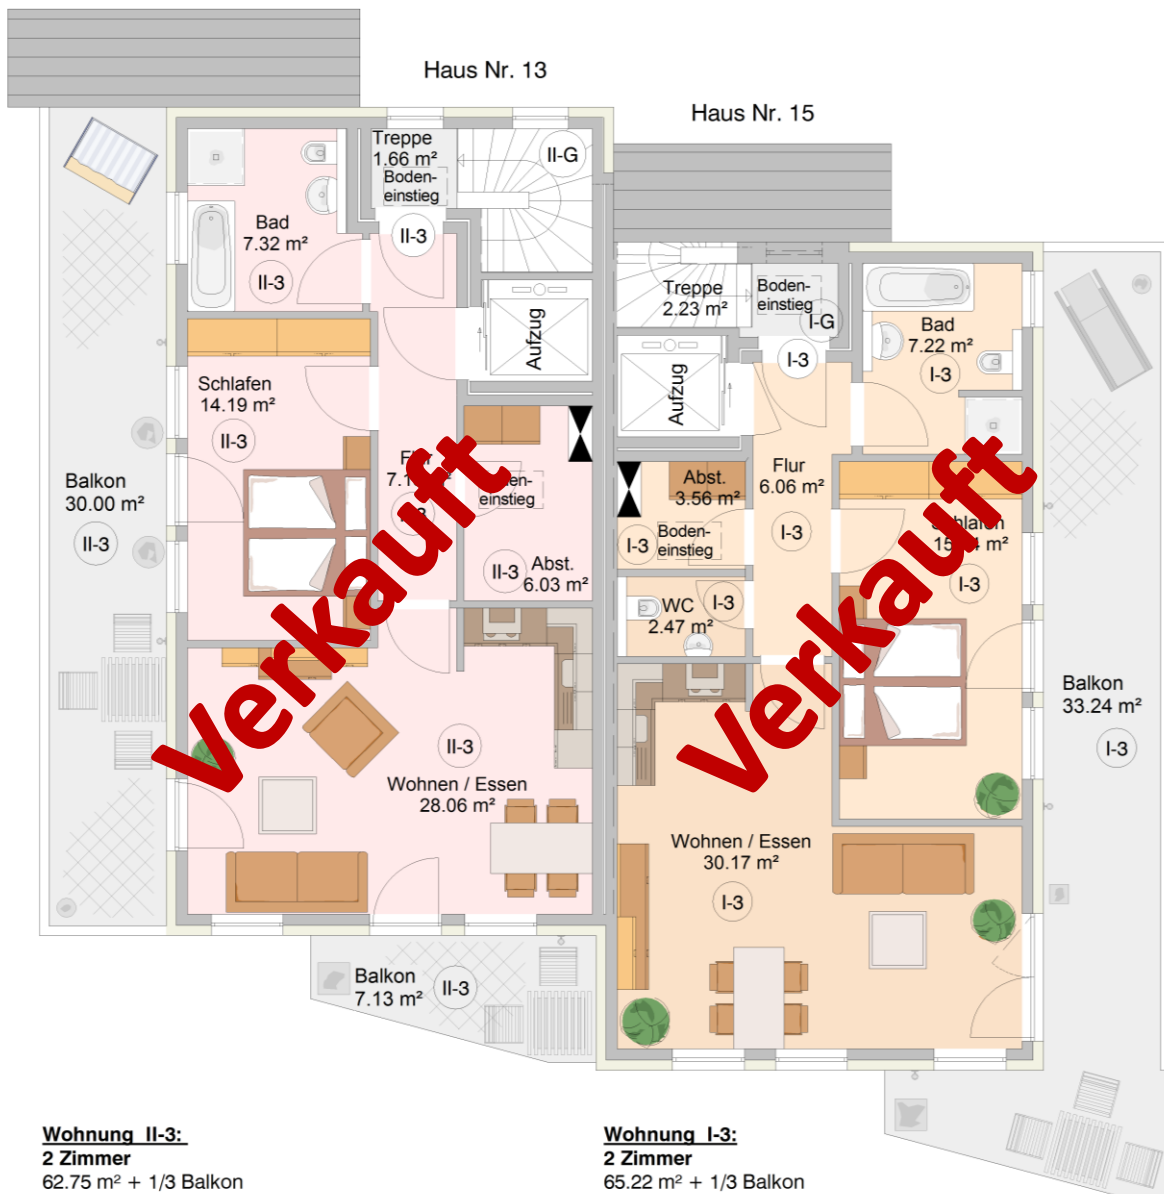 Haus Nr. 13
Haus Nr. 15
Treppe
1.66 m²
Boden-
einstieg
II-G
II-3
Bad
7.32 m²
II-3
Aufzug
Treppe
2.23 m²
Boden-
einstieg
I-G
I-3
Bad
7.22 m²
I-3
Aufzug
Schlafen
14.19 m²
II-3
Balkon
30.00 m²
II-3
einstieg
II-3
Abst.
6.03 m²
Verkauft
Abst.
3.56 m²
I-3
Boden-
einstieg
Flur
6.06 m²
I-3
WC
2.47 m²
I-3
m²
I-3
Verkauft
Balkon
33.24 m²
I-3
II-3
Wohnen / Essen
28.06 m²
Wohnen / Essen
30.17 m²
I-3
Balkon
7.13 m²
II-3
Wohnung II-3:
2 Zimmer
62.75 m² + 1/3 Balkon
Wohnung I-3:
2 Zimmer
65.22 m² + 1/3 Balkon